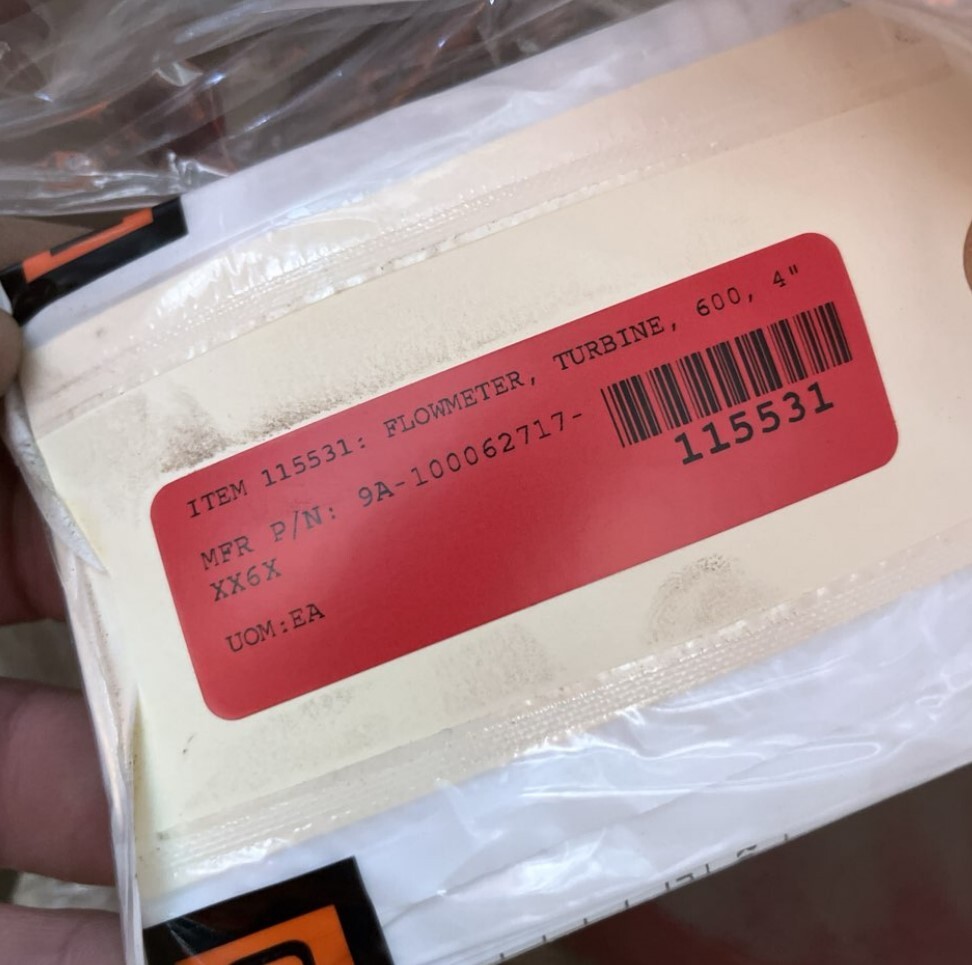 ITEM 115531: FLOWMETER, TURBINE, 600, 4"
MFR P/N: 9A-100062717-
XX6X
UOM:EA
115531